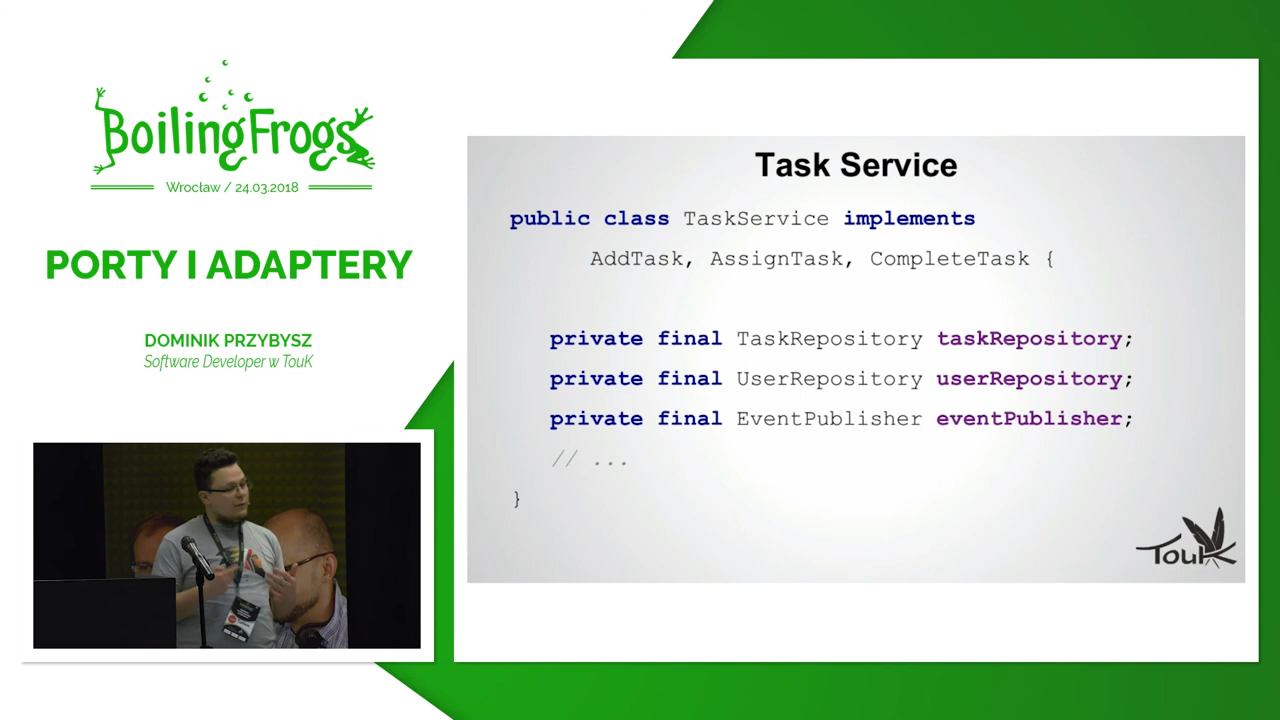 BoilingFrogs
Wrocław / 24.03.2018
PORTY I ADAPTERY
DOMINIK PRZYBYSZ
Software Developer w TouK
Task Service
public class TaskService implements
AddTask, AssignTask, CompleteTask {
private final TaskRepository taskRepository;
private final UserRepository userRepository;
private final EventPublisher eventPublisher;
// ...
}
TouK